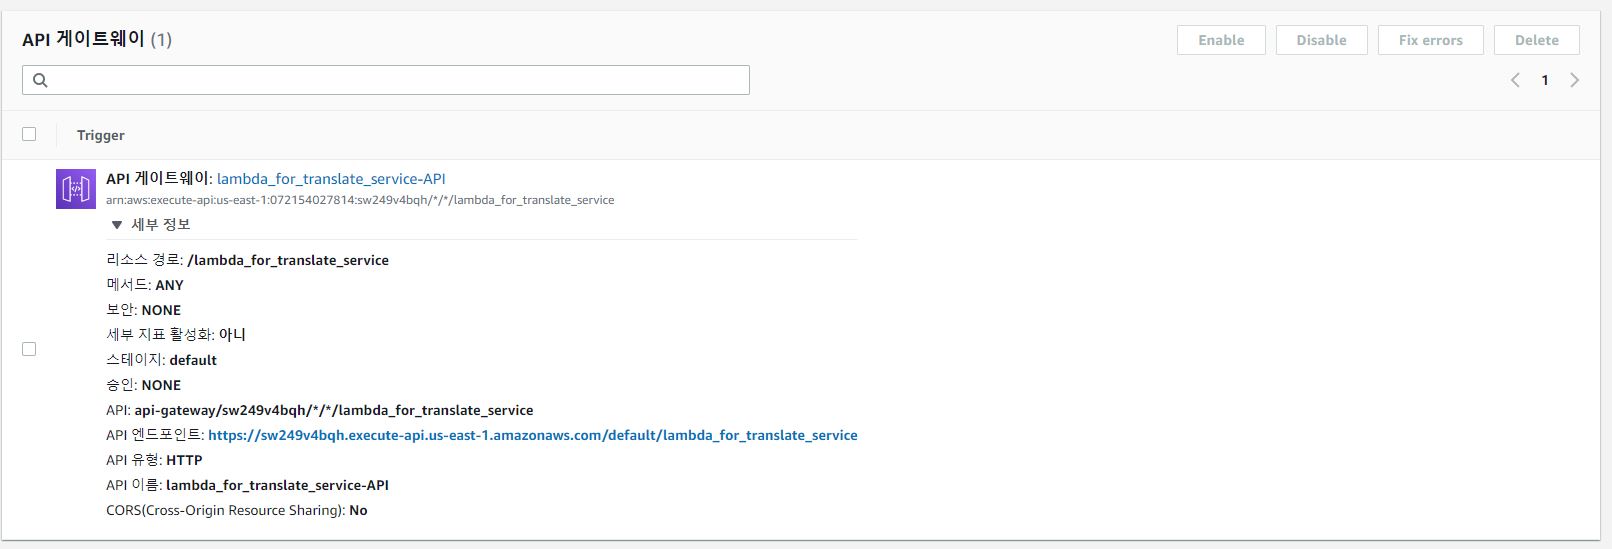 API 게이트웨이 (1)
Enable
Disable
Fix errors
Delete
1
Trigger
API 게이트웨이: lambda_for_translate_service-API
arn:aws:execute-api:us-east-1:072154027814:sw249v4bqh/*/*/lambda_for_translate_service
▼ 세부 정보
리소스 경로: /lambda_for_translate_service
메서드: ANY
보안: NONE
세부 지표 활성화: 아니
스테이지: default
승인: NONE
API: api-gateway/sw249v4bqh/*/*/lambda_for_translate_service
API 엔드포인트: https://sw249v4bqh.execute-api.us-east-1.amazonaws.com/default/lambda_for_translate_service
API 유형: HTTP
API 이름: lambda_for_translate_service-API
CORS(Cross-Origin Resource Sharing): No